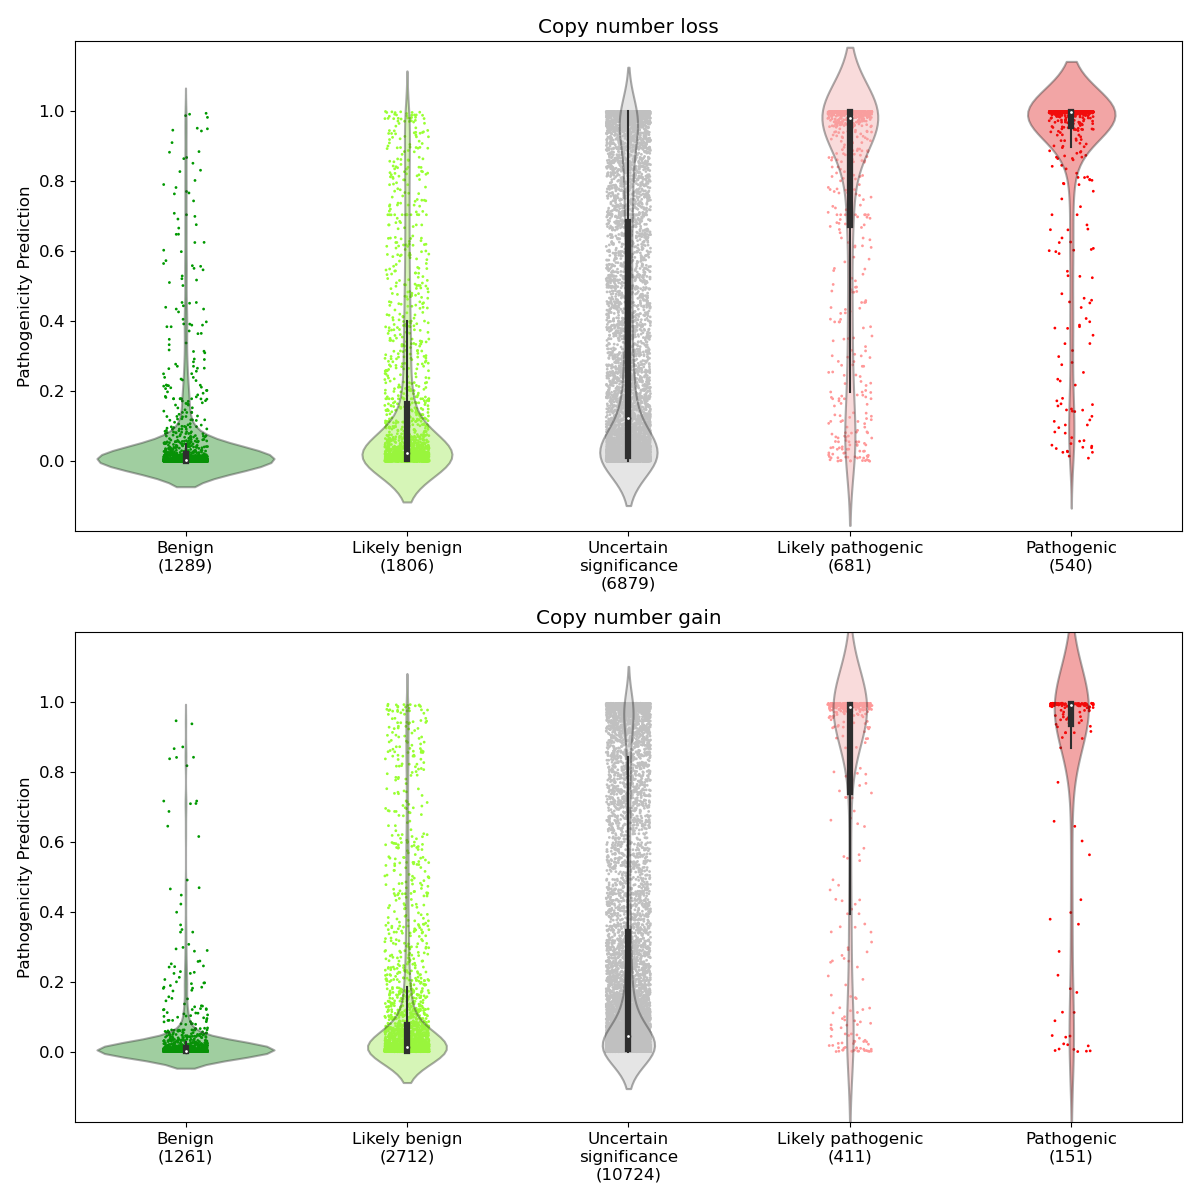 Copy number loss
Pathogenicity Prediction
1.0
0.8
0.6
0.4
0.2
0.0
Benign
(1289)
Likely benign
(1806)
Uncertain
significance
(6879)
Likely pathogenic
(681)
Pathogenic
(540)
Copy number gain
Pathogenicity Prediction
1.0
0.8
0.6
0.4
0.2
0.0
Benign
(1261)
Likely benign
(2712)
Uncertain
significance
(10724)
Likely pathogenic
(411)
Pathogenic
(151)